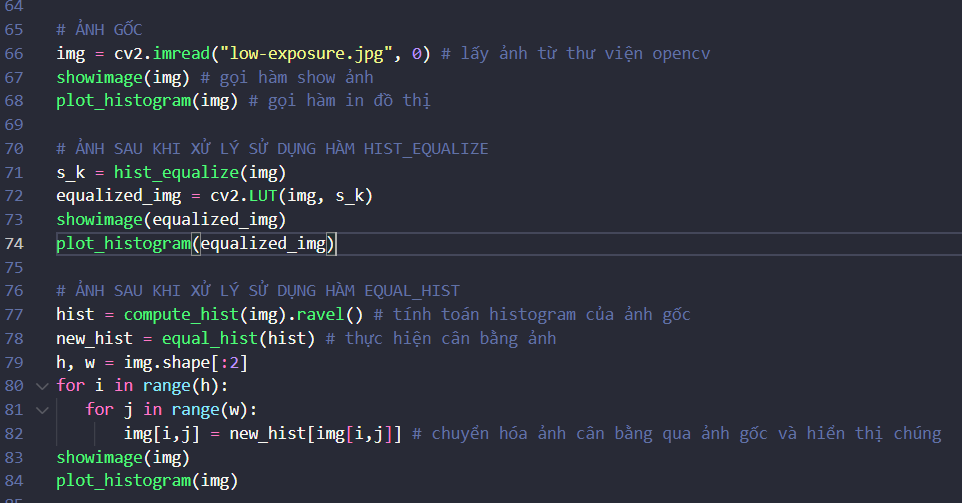 64
65 # ẢNH GỐC
66 img = cv2.imread("low-exposure.jpg", 0) # lấy ảnh từ thư viện opencv
67 showimage(img) # gọi hàm show ảnh
68 plot_histogram(img) # gọi hàm in đồ thị
69
70 # ẢNH SAU KHI XỬ LÝ SỬ DỤNG HÀM HIST_EQUALIZE
71 s_k = hist_equalize(img)
72 equalized_img = cv2.LUT(img, s_k)
73 showimage(equalized_img)
74 plot_histogram(equalized_img)
75
76 # ẢNH SAU KHI XỬ LÝ SỬ DỤNG HÀM EQUAL_HIST
77 hist = compute_hist(img).ravel() # tính toán histogram của ảnh gốc
78 new_hist = equal_hist(hist) # thực hiện cân bằng ảnh
79 h, w = img.shape[:2]
80 for i in range(h):
81     for j in range(w):
82         img[i,j] = new_hist[img[i,j]] # chuyển hóa ảnh cân bằng qua ảnh gốc và hiển thị chúng
83 showimage(img)
84 plot_histogram(img)
85